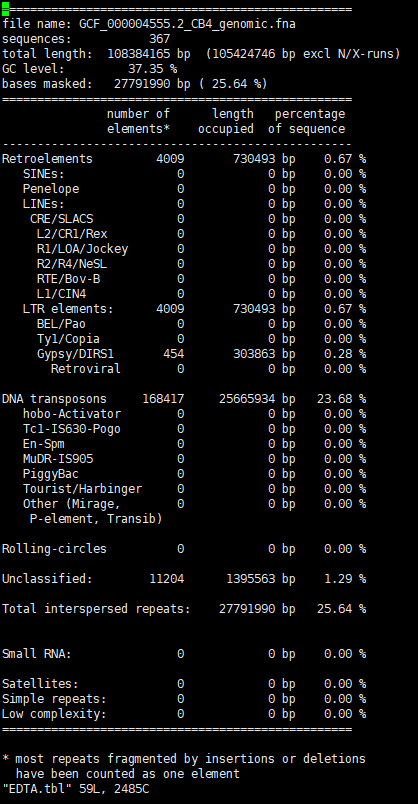 ==================================================
file name: GCF_000004555.2_CB4_genomic.fna
sequences:           367
total length:  108384165 bp  (105424746 bp excl N/X-runs)
GC level:        37.35 %
bases masked:   27791990 bp ( 25.64 %)
==================================================
               number of      length   percentage
               elements*    occupied  of sequence
--------------------------------------------------
Retroelements         4009       730493 bp    0.67 %
   SINEs:                0            0 bp    0.00 %
   Penelope              0            0 bp    0.00 %
   LINEs:                0            0 bp    0.00 %
    CRE/SLACS            0            0 bp    0.00 %
     L2/CR1/Rex          0            0 bp    0.00 %
     R1/LOA/Jockey       0            0 bp    0.00 %
     R2/R4/NeSL          0            0 bp    0.00 %
     RTE/Bov-B           0            0 bp    0.00 %
     L1/CIN4             0            0 bp    0.00 %
   LTR elements:      4009       730493 bp    0.67 %
     BEL/Pao             0            0 bp    0.00 %
     Ty1/Copia           0            0 bp    0.00 %
     Gypsy/DIRS1       454       303863 bp    0.28 %
       Retroviral        0            0 bp    0.00 %
DNA transposons     168417     25665934 bp   23.68 %
   hobo-Activator        0            0 bp    0.00 %
   Tc1-IS630-Pogo        0            0 bp    0.00 %
   En-Spm                0            0 bp    0.00 %
   MuDR-IS905            0            0 bp    0.00 %
   PiggyBac              0            0 bp    0.00 %
   Tourist/Harbinger     0            0 bp    0.00 %
   Other (Mirage,        0            0 bp    0.00 %
    P-element, Transib)
Rolling-circles          0            0 bp    0.00 %
Unclassified:        11204      1395563 bp    1.29 %
Total interspersed repeats:    27791990 bp   25.64 %
Small RNA:               0            0 bp    0.00 %
Satellites:              0            0 bp    0.00 %
Simple repeats:          0            0 bp    0.00 %
Low complexity:          0            0 bp    0.00 %
==================================================
* most repeats fragmented by insertions or deletions
  have been counted as one element
"EDTA.tbl" 59L, 2485C